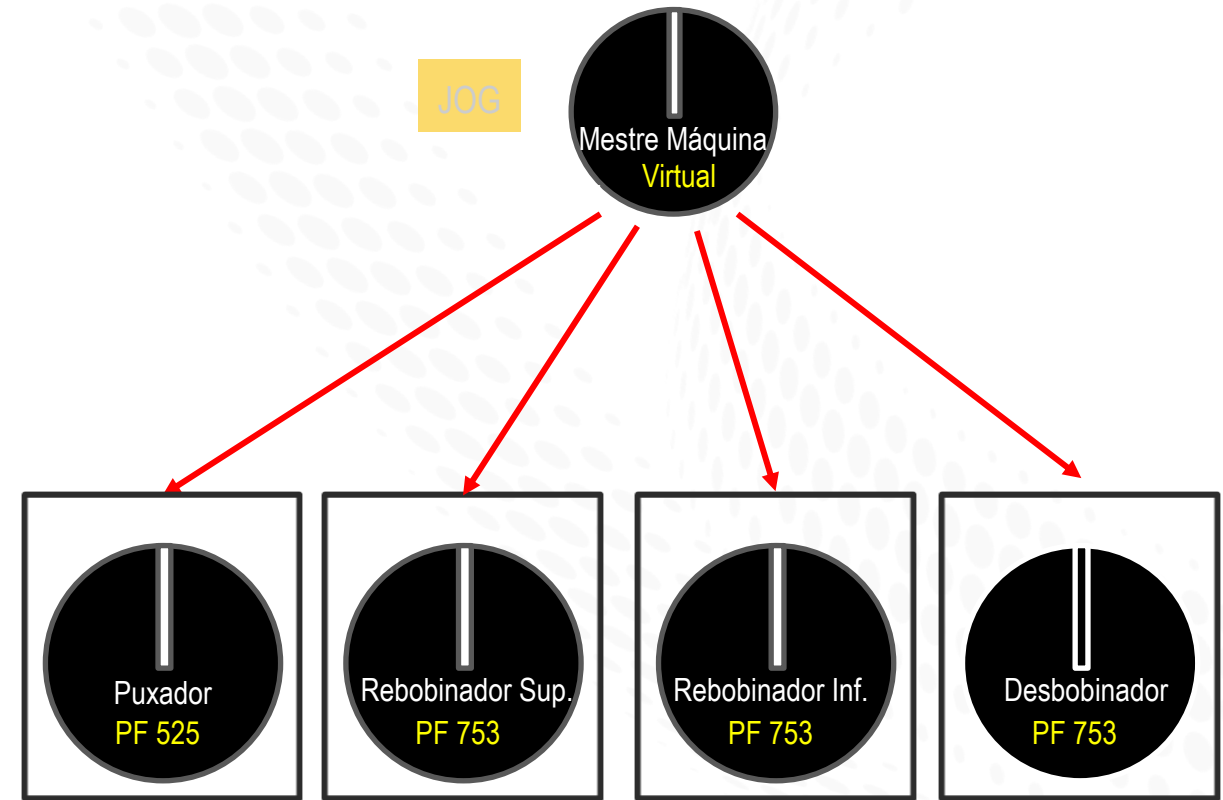 JOG
Mestre Máquina
Virtual
Puxador
PF 525
Rebobinador Sup.
PF 753
Rebobinador Inf.
PF 753
Desbobinador
PF 753